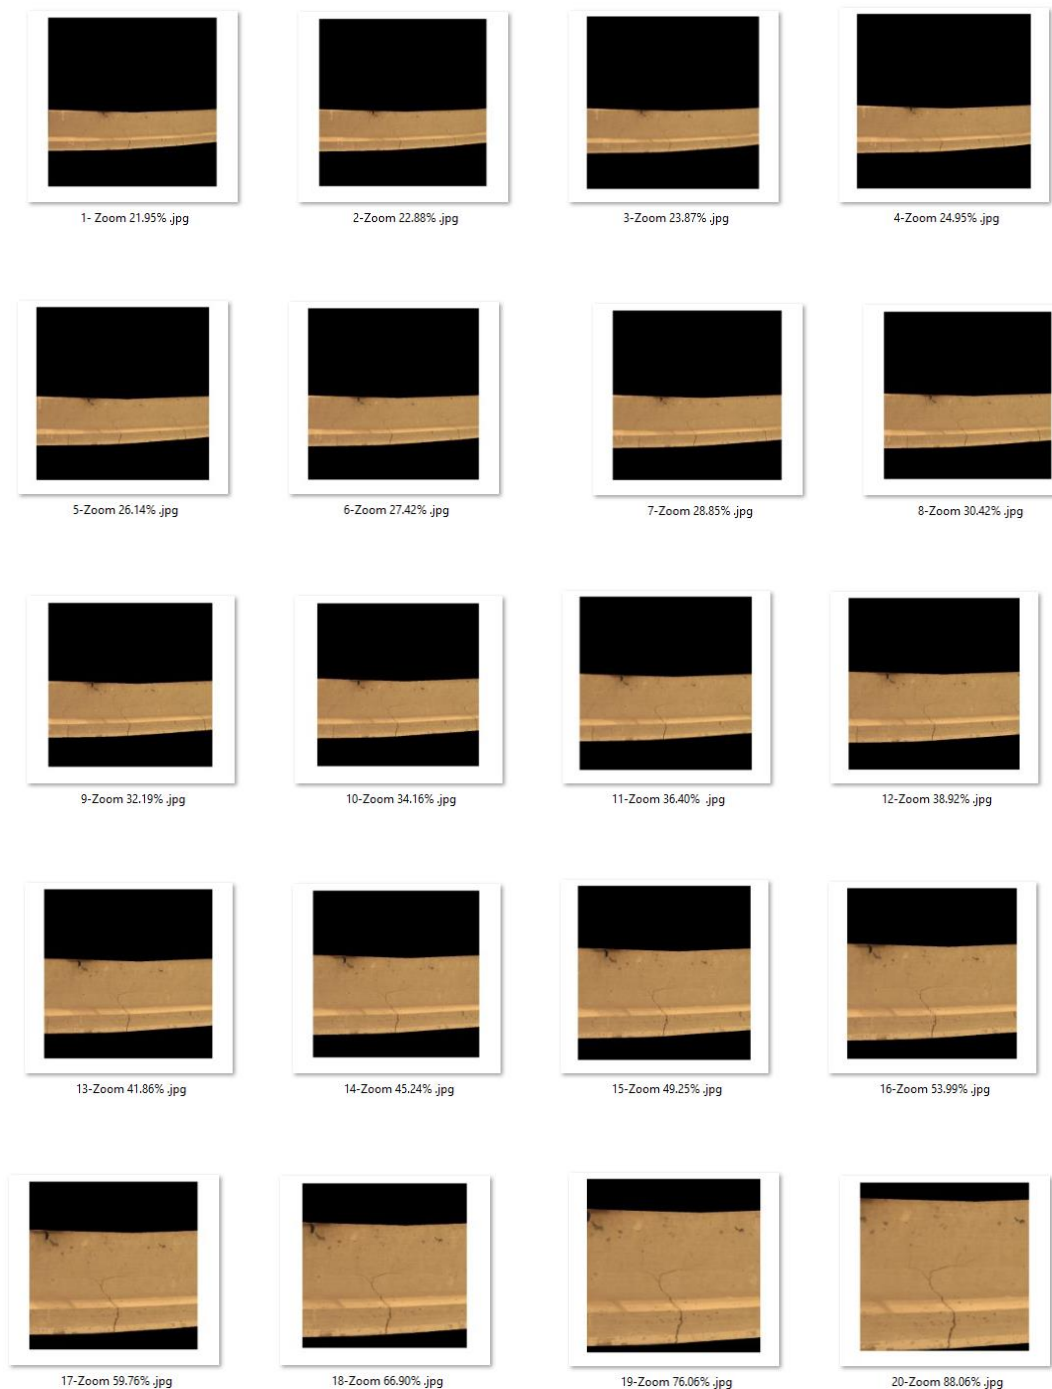 1- Zoom 21.95% .jpg
2-Zoom 22.88% .jpg
3-Zoom 23.87% .jpg
4-Zoom 24.95% .jpg
5-Zoom 26.14% .jpg
6-Zoom 27.42% .jpg
7-Zoom 28.85% .jpg
8-Zoom 30.42% .jpg
9-Zoom 32.19% .jpg
10-Zoom 34.16% .jpg
11-Zoom 36.40%  .jpg
12-Zoom 38.92% .jpg
13-Zoom 41.86% .jpg
14-Zoom 45.24% .jpg
15-Zoom 49.25% .jpg
16-Zoom 53.99% .jpg
17-Zoom 59.76% .jpg
18-Zoom 66.90% .jpg
19-Zoom 76.06% .jpg
20-Zoom 88.06% .jpg